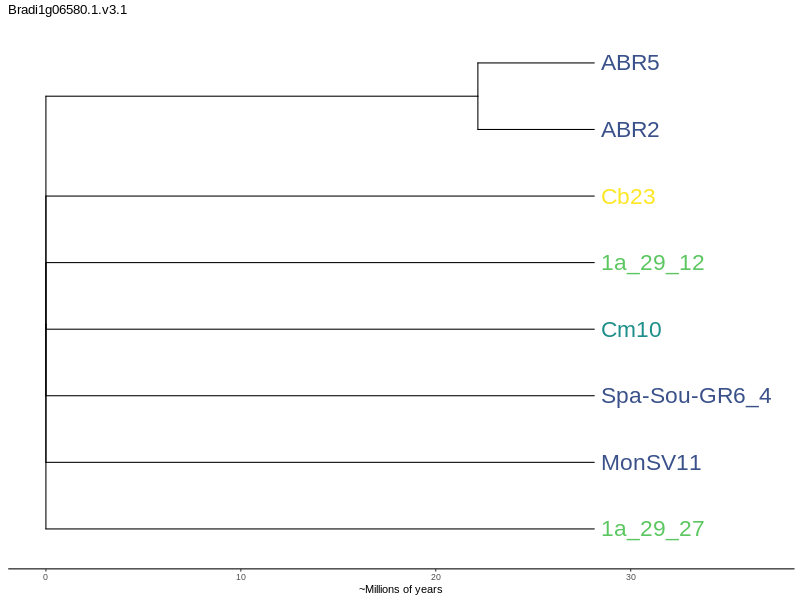 Bradi1g06580.1.v3.1
ABR5
ABR2
Cb23
1a_29_12
Cm10
Spa-Sou-GR6_4
MonSV11
1a_29_27
0 10 20 30
~Millions of years